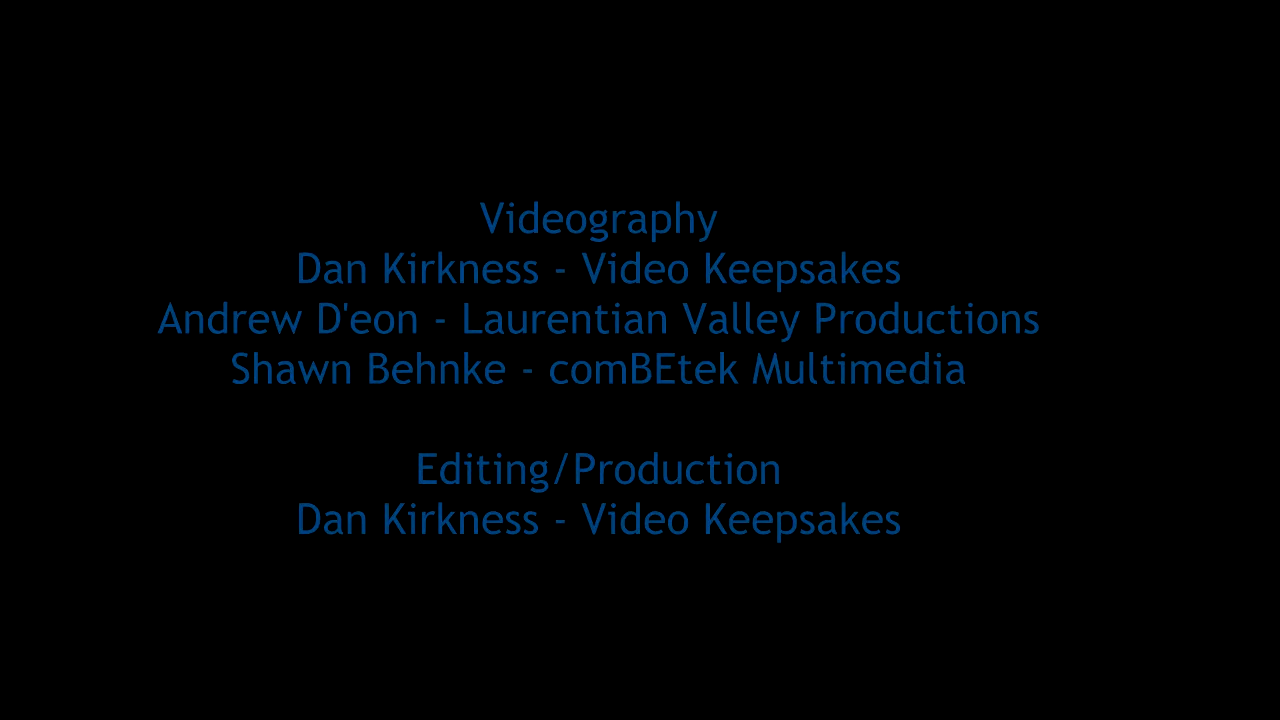 Videography
Dan Kirkness - Video Keepsakes
Andrew D'eon - Laurentian Valley Productions
Shawn Behnke - comBEtek Multimedia
Editing/Production
Dan Kirkness - Video Keepsakes